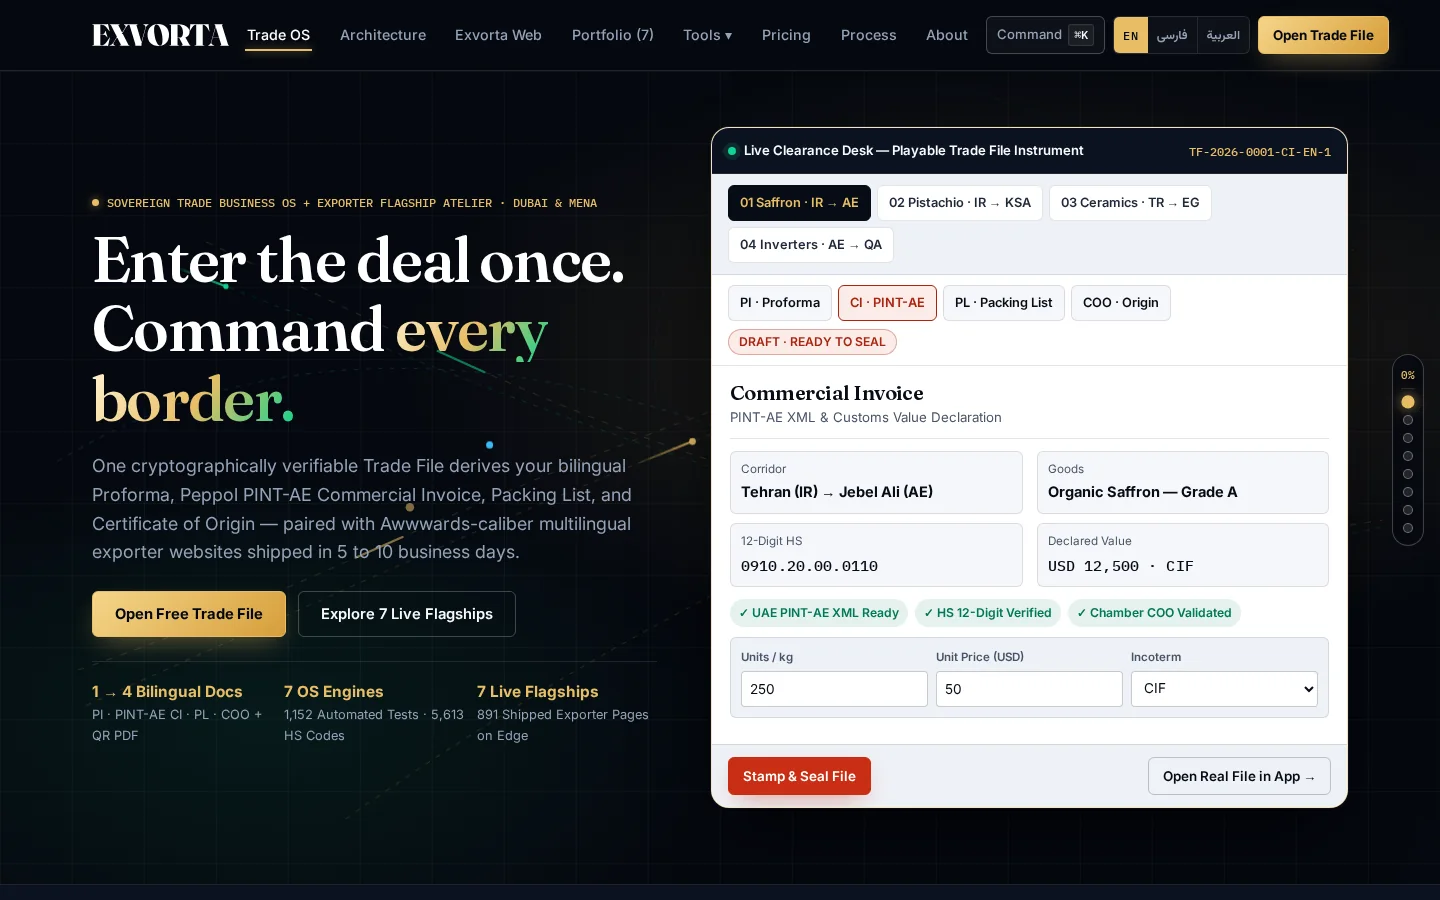 EXVORTA
Trade OS
Architecture
Exvorta Web
Portfolio (7)
Tools ▾
Pricing
Process
About
Command ⌘K
EN
فارسی
العربية
Open Trade File
SOVEREIGN TRADE BUSINESS OS + EXPORTER FLAGSHIP ATELIER · DUBAI & MENA
Enter the deal once.
Command every
border.
One cryptographically verifiable Trade File derives your bilingual
Proforma, Peppol PINT-AE Commercial Invoice, Packing List, and
Certificate of Origin — paired with Awwwards-caliber multilingual
exporter websites shipped in 5 to 10 business days.
Open Free Trade File
Explore 7 Live Flagships
1 → 4 Bilingual Docs
PI · PINT-AE CI · PL · COO +
QR PDF
7 OS Engines
1,152 Automated Tests · 5,613
HS Codes
7 Live Flagships
891 Shipped Exporter Pages
on Edge
Live Clearance Desk — Playable Trade File Instrument
TF-2026-0001-CI-EN-1
01 Saffron · IR → AE
02 Pistachio · IR → KSA
03 Ceramics · TR → EG
04 Inverters · AE → QA
PI · Proforma
CI · PINT-AE
PL · Packing List
COO · Origin
DRAFT · READY TO SEAL
Commercial Invoice
PINT-AE XML & Customs Value Declaration
Corridor
Tehran (IR) → Jebel Ali (AE)
Goods
Organic Saffron — Grade A
12-Digit HS
0910.20.00.0110
Declared Value
USD 12,500 · CIF
✓ UAE PINT-AE XML Ready
✓ HS 12-Digit Verified
✓ Chamber COO Validated
Units / kg
250
Unit Price (USD)
50
Incoterm
CIF
Stamp & Seal File
Open Real File in App →
0%